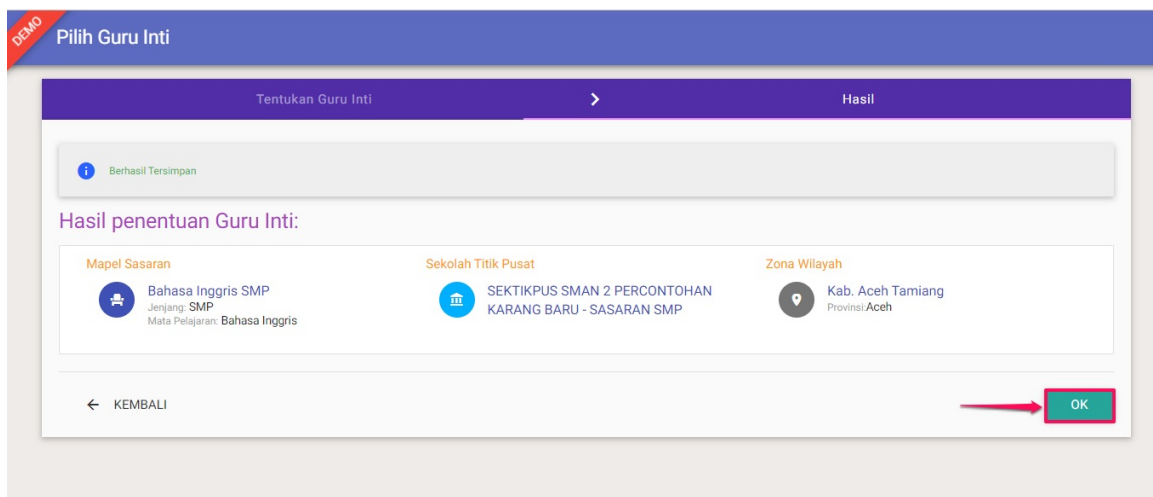 DEMO
Pilih Guru Inti
Tentukan Guru Inti
Hasil
Berhasil Tersimpan
Hasil penentuan Guru Inti:
Mapel Sasaran
Bahasa Inggris SMP
Jenjang: SMP
Mata Pelajaran: Bahasa Inggris
Sekolah Titik Pusat
SEKTIKPUS SMAN 2 PERCONTOHAN
KARANG BARU - SASARAN SMP
Zona Wilayah
Kab. Aceh Tamiang
Provinsi:Aceh
KEMBALI
OK